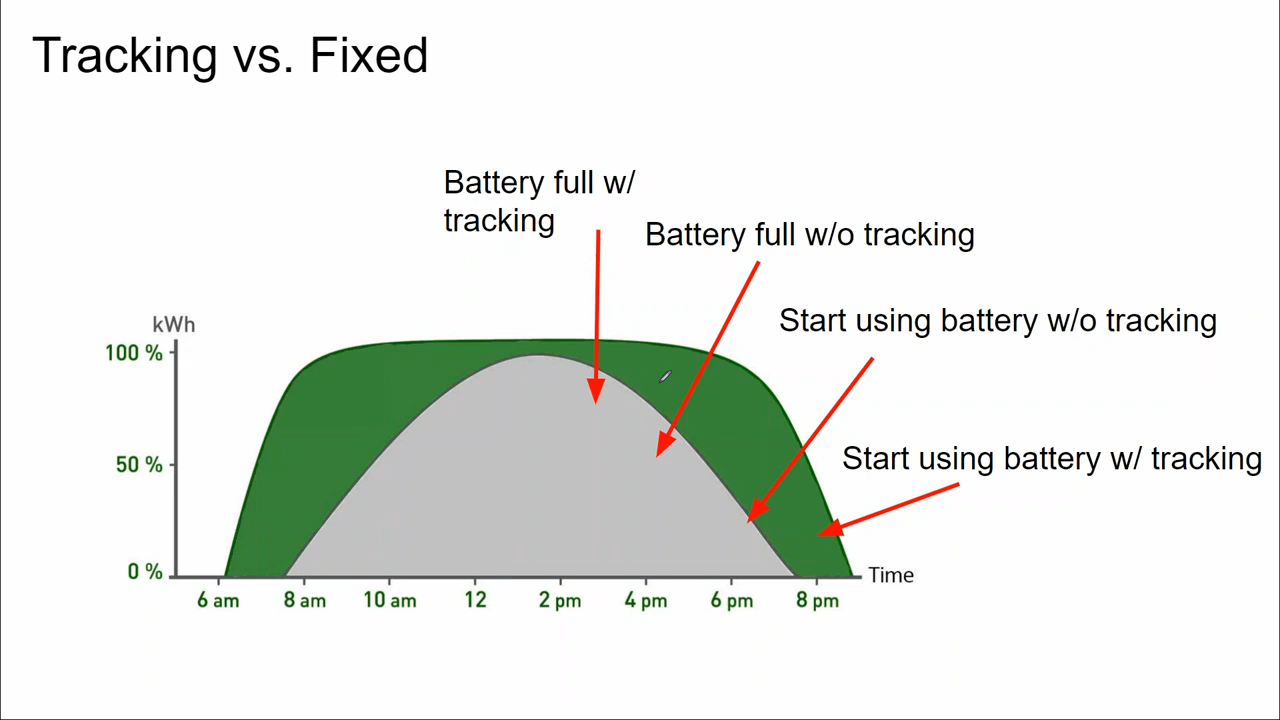 Tracking vs. Fixed
Battery full w/
tracking
Battery full w/o tracking
Start using battery w/o tracking
Start using battery w/ tracking
kWh
100 %
50 %
0 %
6 am
8 am
10 am
12
2 pm
4 pm
6 pm
8 pm
Time